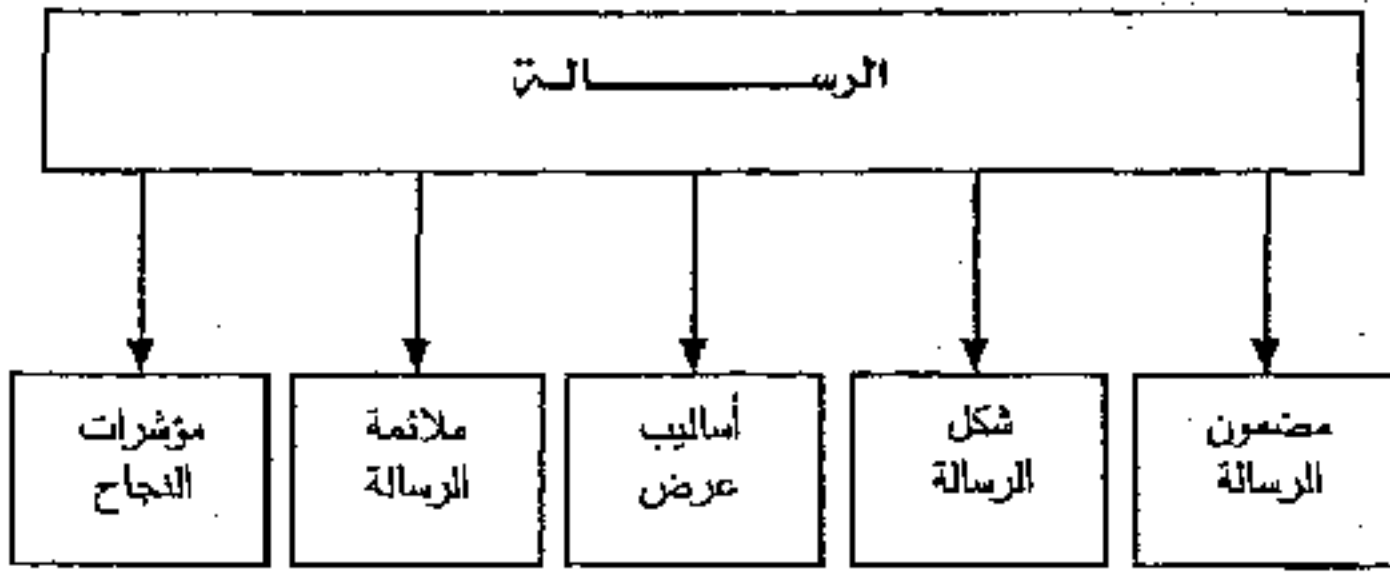 الرسالة
مضمون
الرسالة
شكل
الرسالة
أساليب
عرض
ملائمة
الرسالة
مؤشرات
النجاح